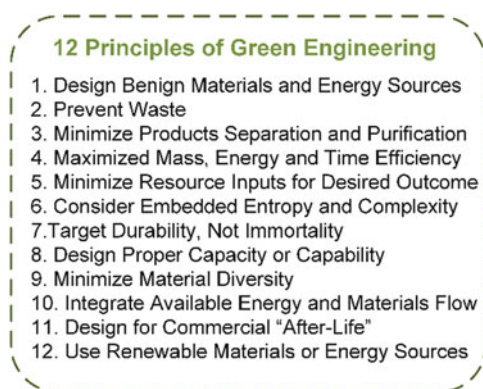 12 Principles of Green Engineering
1. Design Benign Materials and Energy Sources
2. Prevent Waste
3. Minimize Products Separation and Purification
4. Maximized Mass, Energy and Time Efficiency
5. Minimize Resource Inputs for Desired Outcome
6. Consider Embedded Entropy and Complexity
7.Target Durability, Not Immortality
8. Design Proper Capacity or Capability
9. Minimize Material Diversity
10. Integrate Available Energy and Materials Flow
11. Design for Commercial “After-Life”
12. Use Renewable Materials or Energy Sources